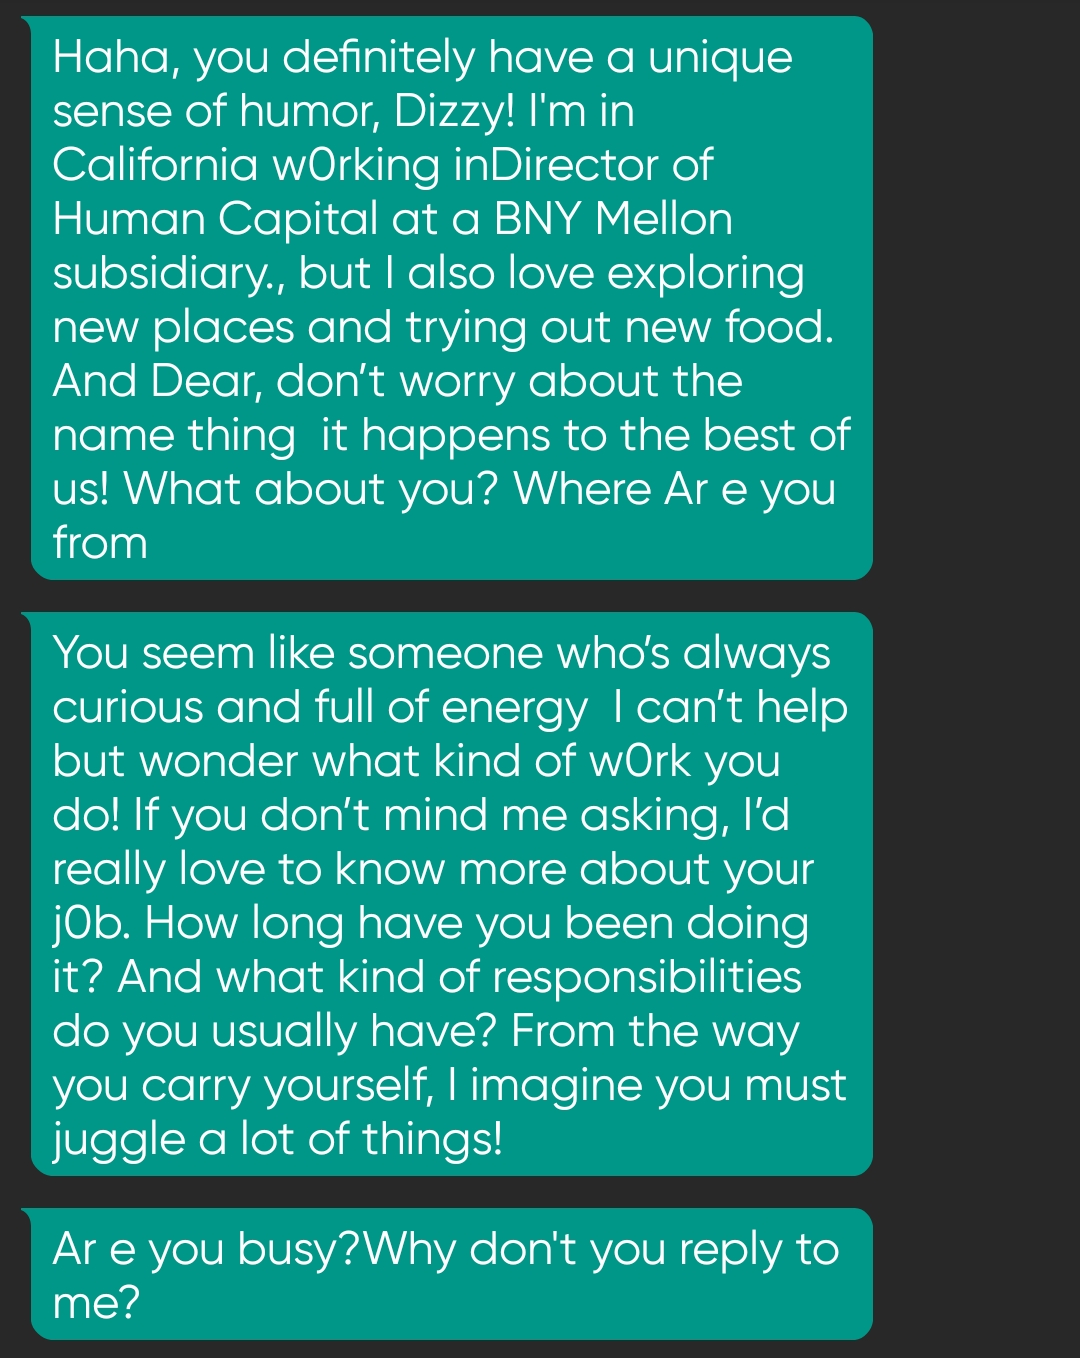 Haha, you definitely have a unique
sense of humor, Dizzy! I'm in
California w0rking inDirector of
Human Capital at a BNY Mellon
subsidiary., but I also love exploring
new places and trying out new food.
And Dear, don’t worry about the
name thing  it happens to the best of
us! What about you? Where Ar e you
from
You seem like someone who’s always
curious and full of energy  I can’t help
but wonder what kind of w0rk you
do! If you don’t mind me asking, I’d
really love to know more about your
j0b. How long have you been doing
it? And what kind of responsibilities
do you usually have? From the way
you carry yourself, I imagine you must
juggle a lot of things!
Ar e you busy?Why don't you reply to
me?